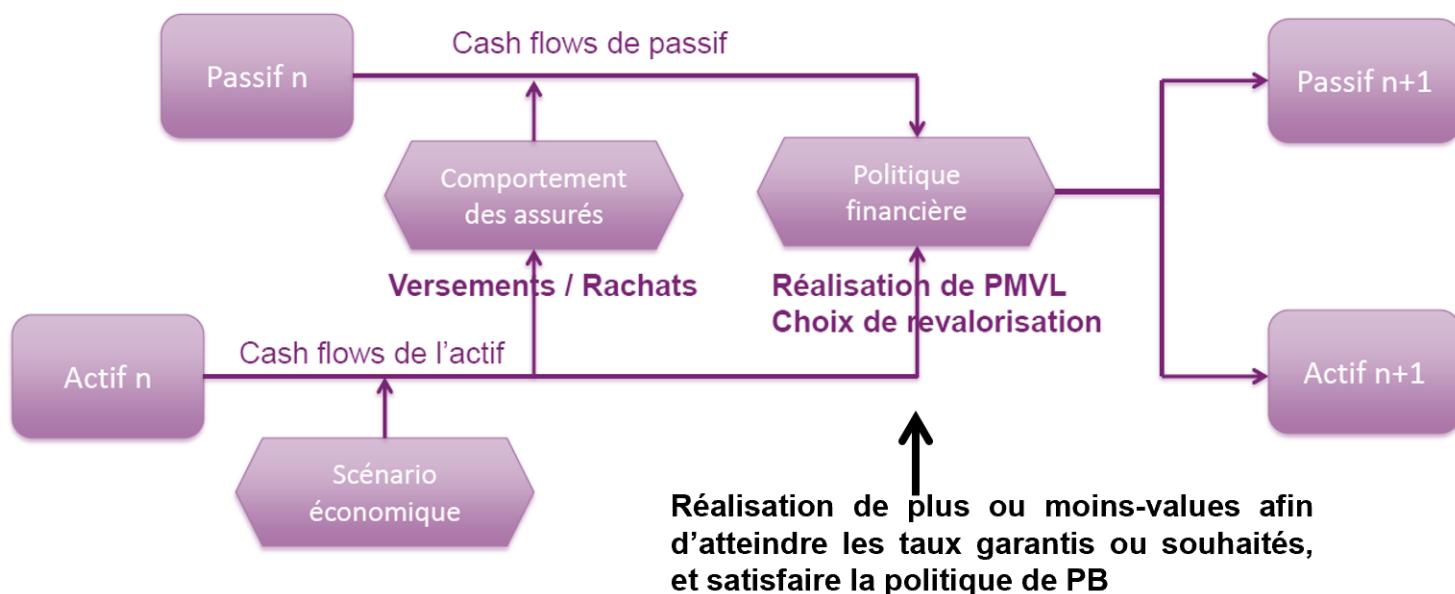 Cash flows de passif
Passif n
Passif n+1
Comportement
des assurés
Politique
financière
Versements / Rachats
Réalisation de PMVL
Choix de revalorisation
Cash flows de l’actif
Actif n
Actif n+1
Scénario
économique
Réalisation de plus ou moins-values afin
d’atteindre les taux garantis ou souhaités,
et satisfaire la politique de PB